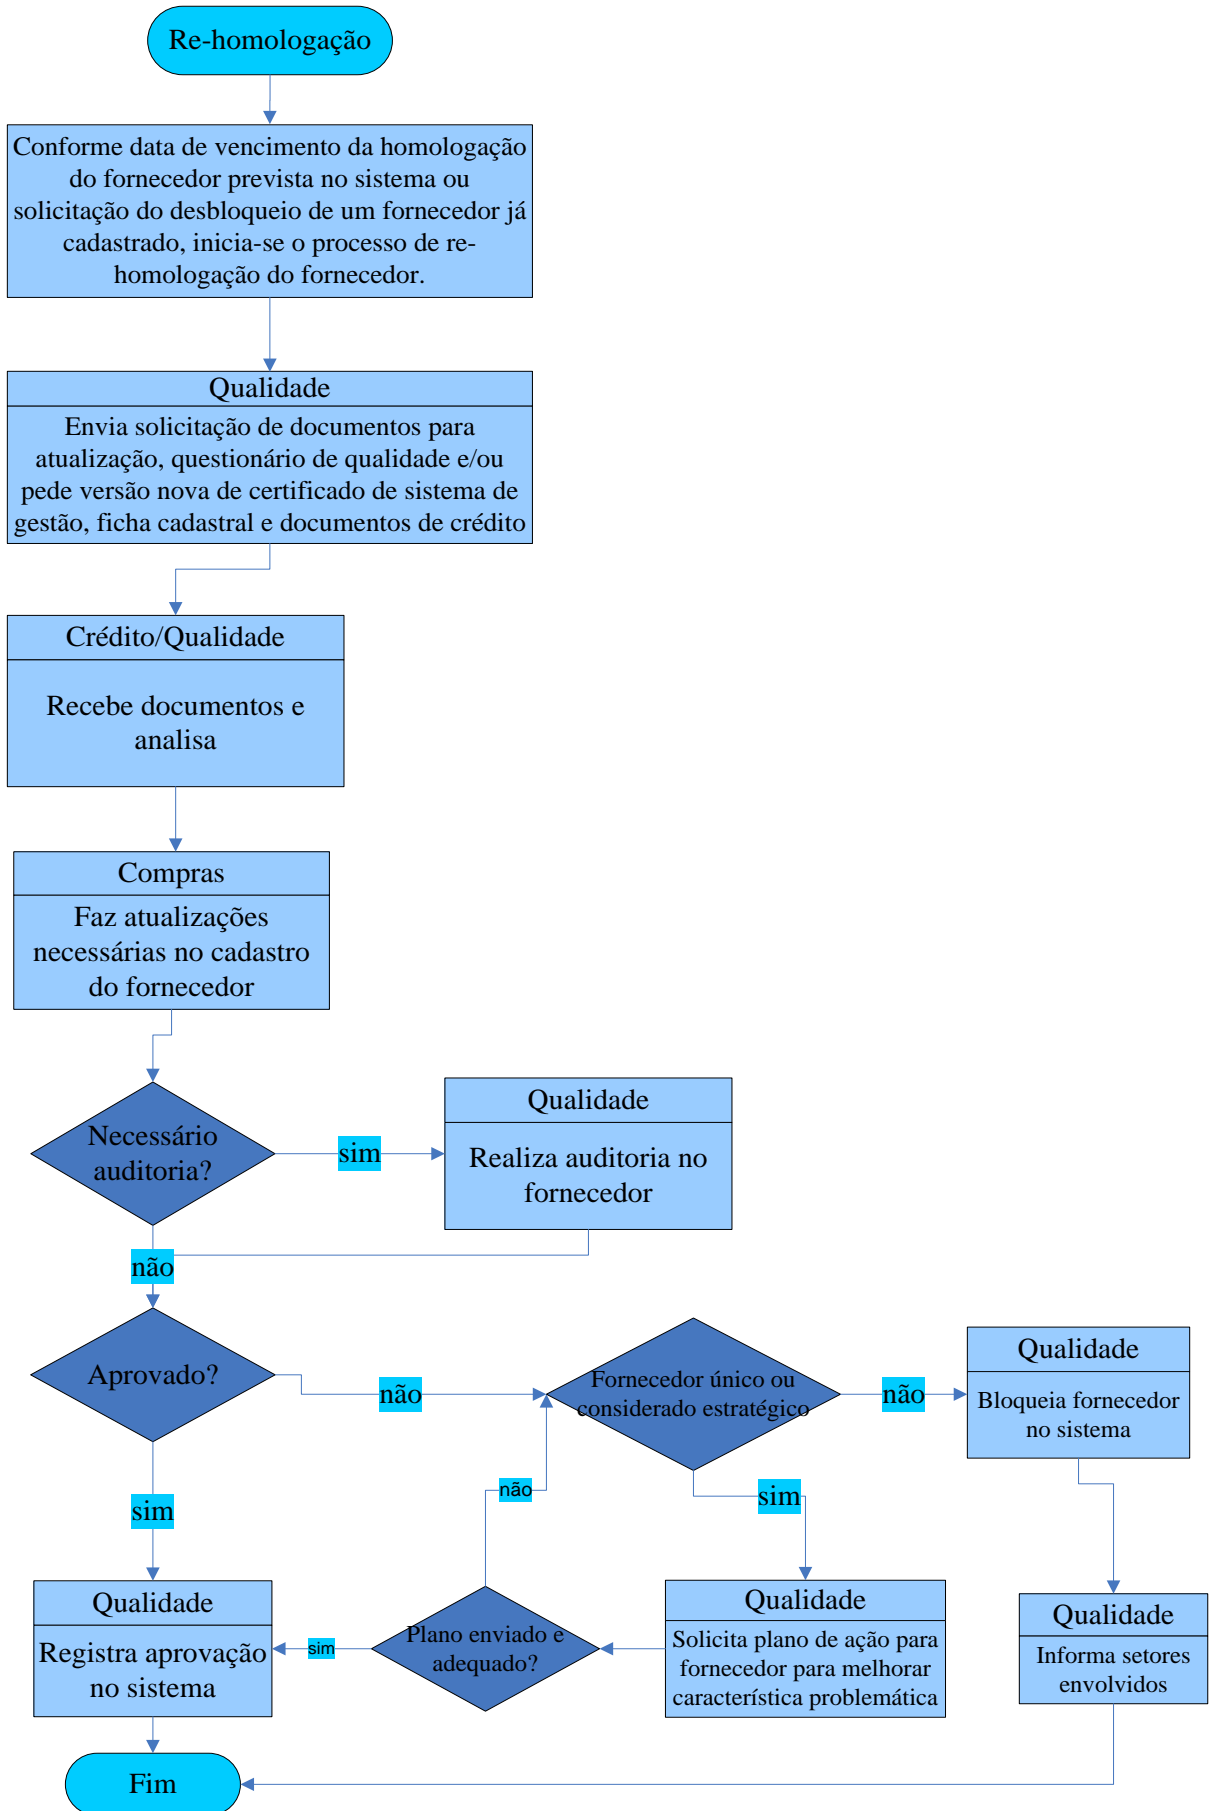 Re-homologação
Conforme data de vencimento da homologação
do fornecedor prevista no sistema ou
solicitação do desbloqueio de um fornecedor já
cadastrado, inicia-se o processo de re-
homologação do fornecedor.
Qualidade
Envia solicitação de documentos para
atualização, questionário de qualidade e/ou
pede versão nova de certificado de sistema de
gestão, ficha cadastral e documentos de crédito
Crédito/Qualidade
Recebe documentos e
analisa
Compras
Faz atualizações
necessárias no cadastro
do fornecedor
Necessário
auditoria?
sim
Qualidade
Realiza auditoria no
fornecedor
não
Aprovado?
não
Fornecedor único ou
considerado estratégico
não
Qualidade
Bloqueia fornecedor
no sistema
sim
não
sim
Qualidade
Registra aprovação
no sistema
sim
Plano enviado e
adequado?
Qualidade
Solicita plano de ação para
fornecedor para melhorar
característica problemática
Qualidade
Informa setores
envolvidos
Fim